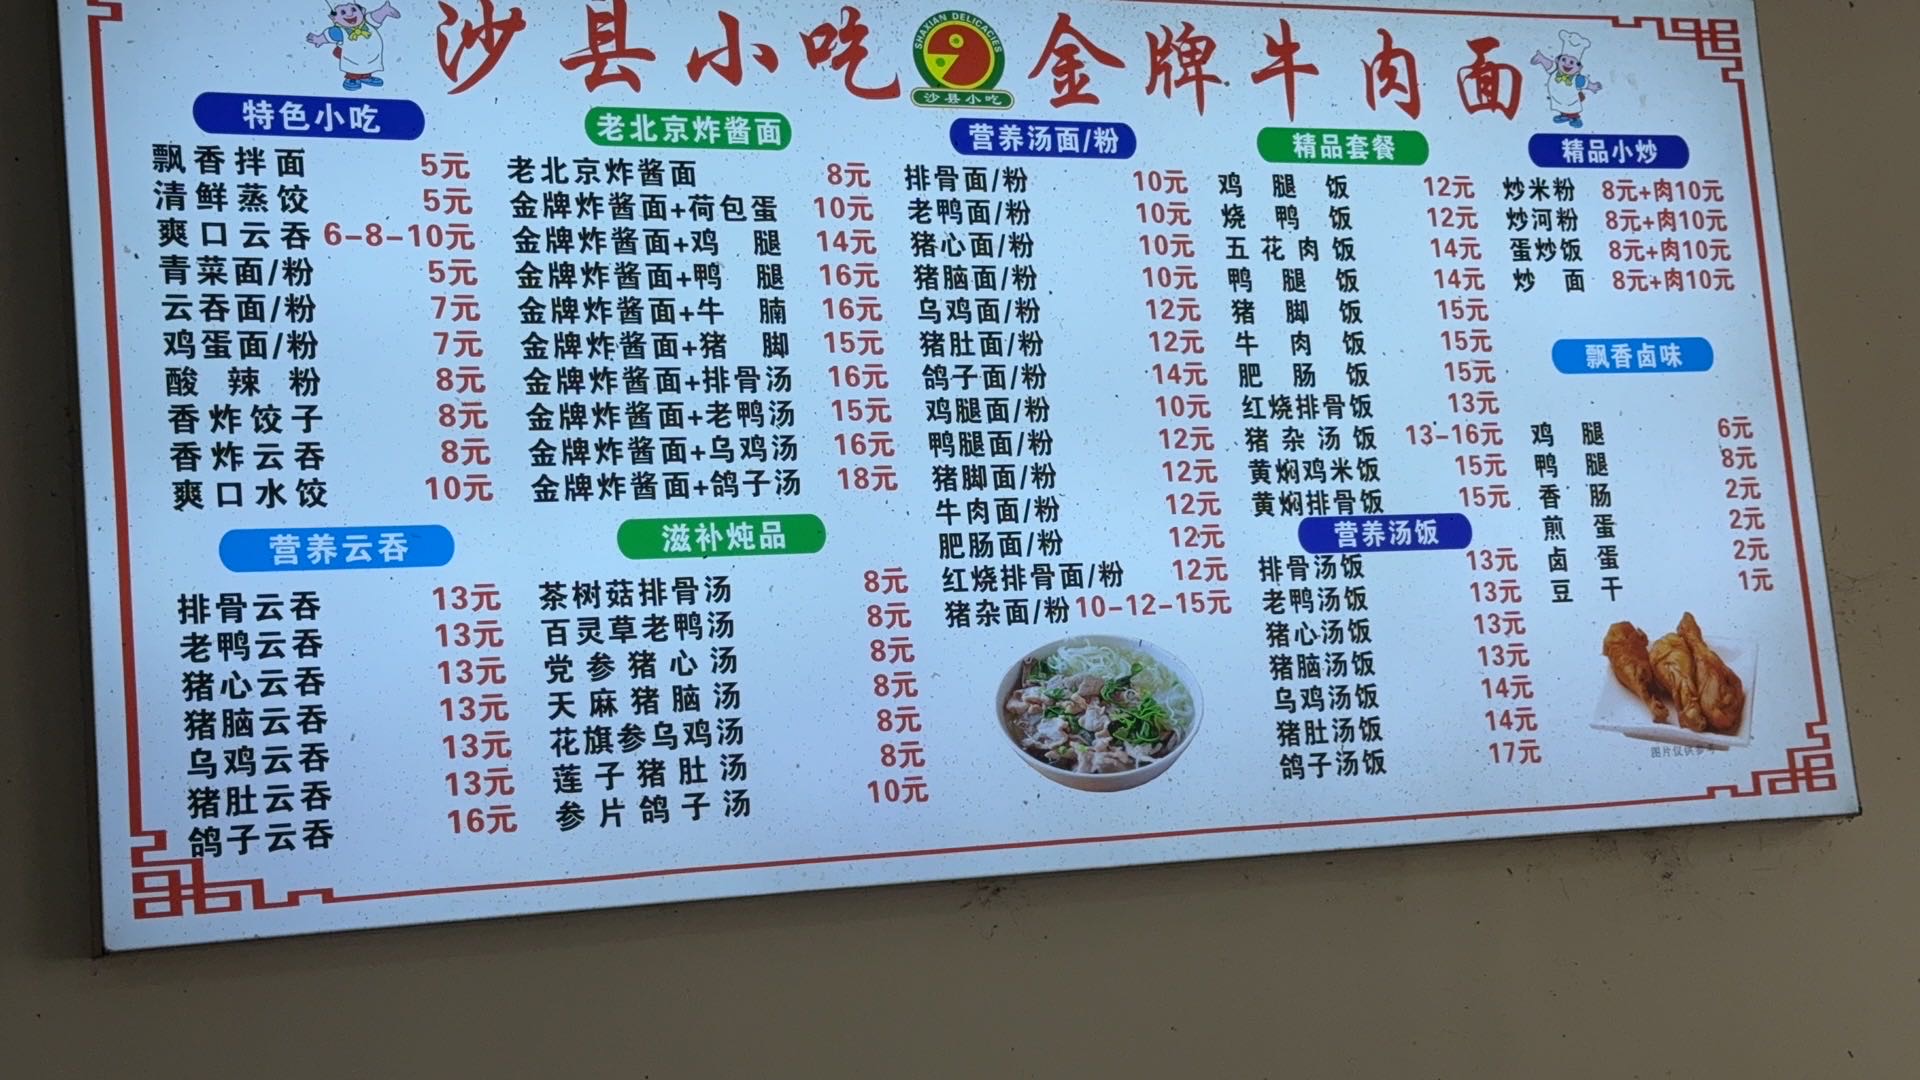 沙县小吃 SHAXIAN DELICACIES 沙县小吃 金牌牛肉面
特色小吃
飘香拌面 5元
清鲜蒸饺 5元
爽口云吞 6-8-10元
青菜面/粉 5元
云吞面/粉 7元
鸡蛋面/粉 7元
酸辣粉 8元
香炸饺子 8元
香炸云吞 8元
爽口水饺 10元
营养云吞
排骨云吞 13元
老鸭云吞 13元
猪心云吞 13元
猪脑云吞 13元
乌鸡云吞 13元
猪肚云吞 13元
鸽子云吞 16元
老北京炸酱面
老北京炸酱面 8元
金牌炸酱面+荷包蛋 10元
金牌炸酱面+鸡腿 14元
金牌炸酱面+鸭腿 16元
金牌炸酱面+牛腩 16元
金牌炸酱面+猪脚 15元
金牌炸酱面+排骨汤 16元
金牌炸酱面+老鸭汤 15元
金牌炸酱面+乌鸡汤 16元
金牌炸酱面+鸽子汤 18元
滋补炖品
茶树菇排骨汤 8元
百灵草老鸭汤 8元
党参猪心汤 8元
天麻猪脑汤 8元
花旗参乌鸡汤 8元
莲子猪肚汤 8元
参片鸽子汤 10元
营养汤面/粉
排骨面/粉 10元
老鸭面/粉 10元
猪心面/粉 10元
猪脑面/粉 10元
乌鸡面/粉 12元
猪肚面/粉 12元
鸽子面/粉 14元
鸡腿面/粉 10元
鸭腿面/粉 12元
猪脚面/粉 12元
牛肉面/粉 12元
肥肠面/粉 12元
红烧排骨面/粉 12元
猪杂面/粉 10-12-15元
精品套餐
鸡腿饭 12元
烧鸭饭 12元
五花肉饭 14元
鸭腿饭 14元
猪脚饭 15元
牛肉饭 15元
肥肠饭 15元
红烧排骨饭 13元
猪杂汤饭 13-16元
黄焖鸡米饭 15元
黄焖排骨饭 15元
营养汤饭
排骨汤饭 13元
老鸭汤饭 13元
猪心汤饭 13元
猪脑汤饭 13元
乌鸡汤饭 14元
猪肚汤饭 14元
鸽子汤饭 17元
精品小炒
炒米粉 8元+肉10元
炒河粉 8元+肉10元
蛋炒饭 8元+肉10元
炒面 8元+肉10元
飘香卤味
鸡腿 6元
鸭腿 8元
香肠 2元
煎蛋 2元
卤蛋 2元
豆干 1元
图片仅供参考